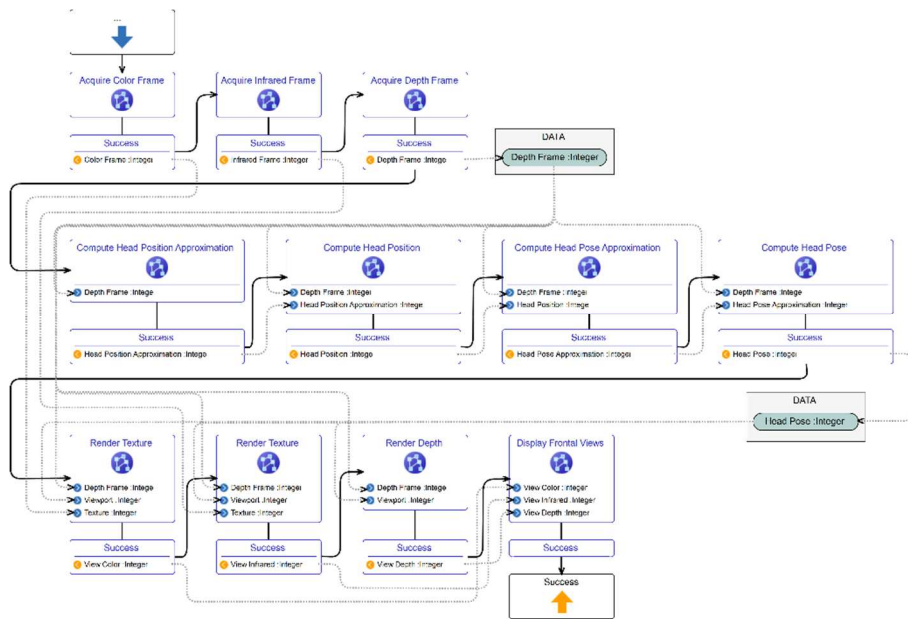 ...
Acquire Color Frame
Acquire Infrared Frame
Acquire Depth Frame
Success
Success
Success
DATA
Color Frame :Integer
Infrared Frame :Integer
Depth Frame :Intege
Depth Frame :Integer
Compute Head Position Approximation
Compute Head Position
Compute Head Pose Approximation
Compute Head Pose
Depth Frame :Intege
Depth Frame :Integer
Head Position Approximation :Intege
Depth Frame :Integer
Head Position :Integer
Depth Frame :Integer
Head Pose Approximation :Integer
Success
Success
Success
Success
Head Position Approximation :Intege
Head Position :Integer
Head Pose Approximation :Integer
Head Pose :Integer
DATA
Head Pose :Integer
Render Texture
Render Texture
Render Depth
Display Frontal Views
Depth Frame :Intege
Viewport :Integer
Texture :Integer
Depth Frame :Integer
Viewport :Integer
Texture :Integer
Depth Frame :Integer
Viewport :Integer
View Color :Integer
View Infrared :Integer
View Depth :Integer
Success
Success
Success
Success
View Color :Integer
View Infrared :Integer
View Depth :Integer
Success